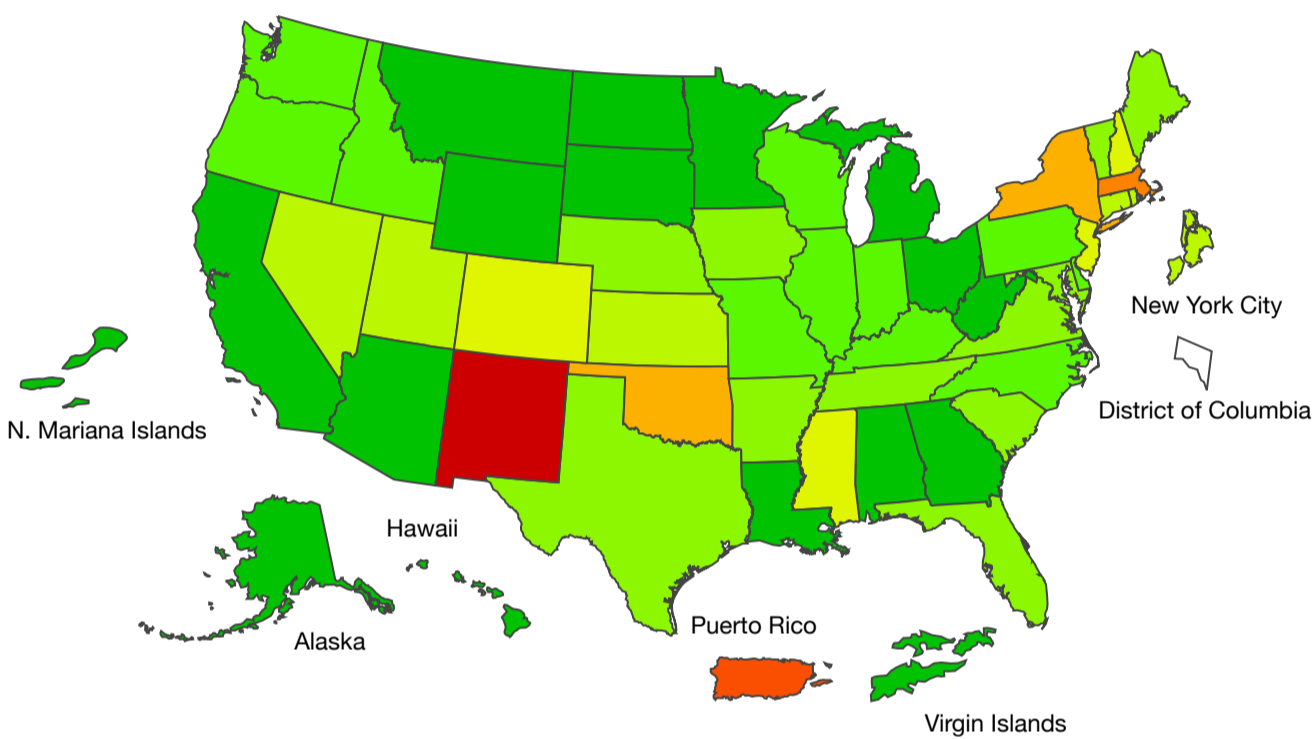 New York City
District of Columbia
N. Mariana Islands
Hawaii
Alaska
Puerto Rico
Virgin Islands